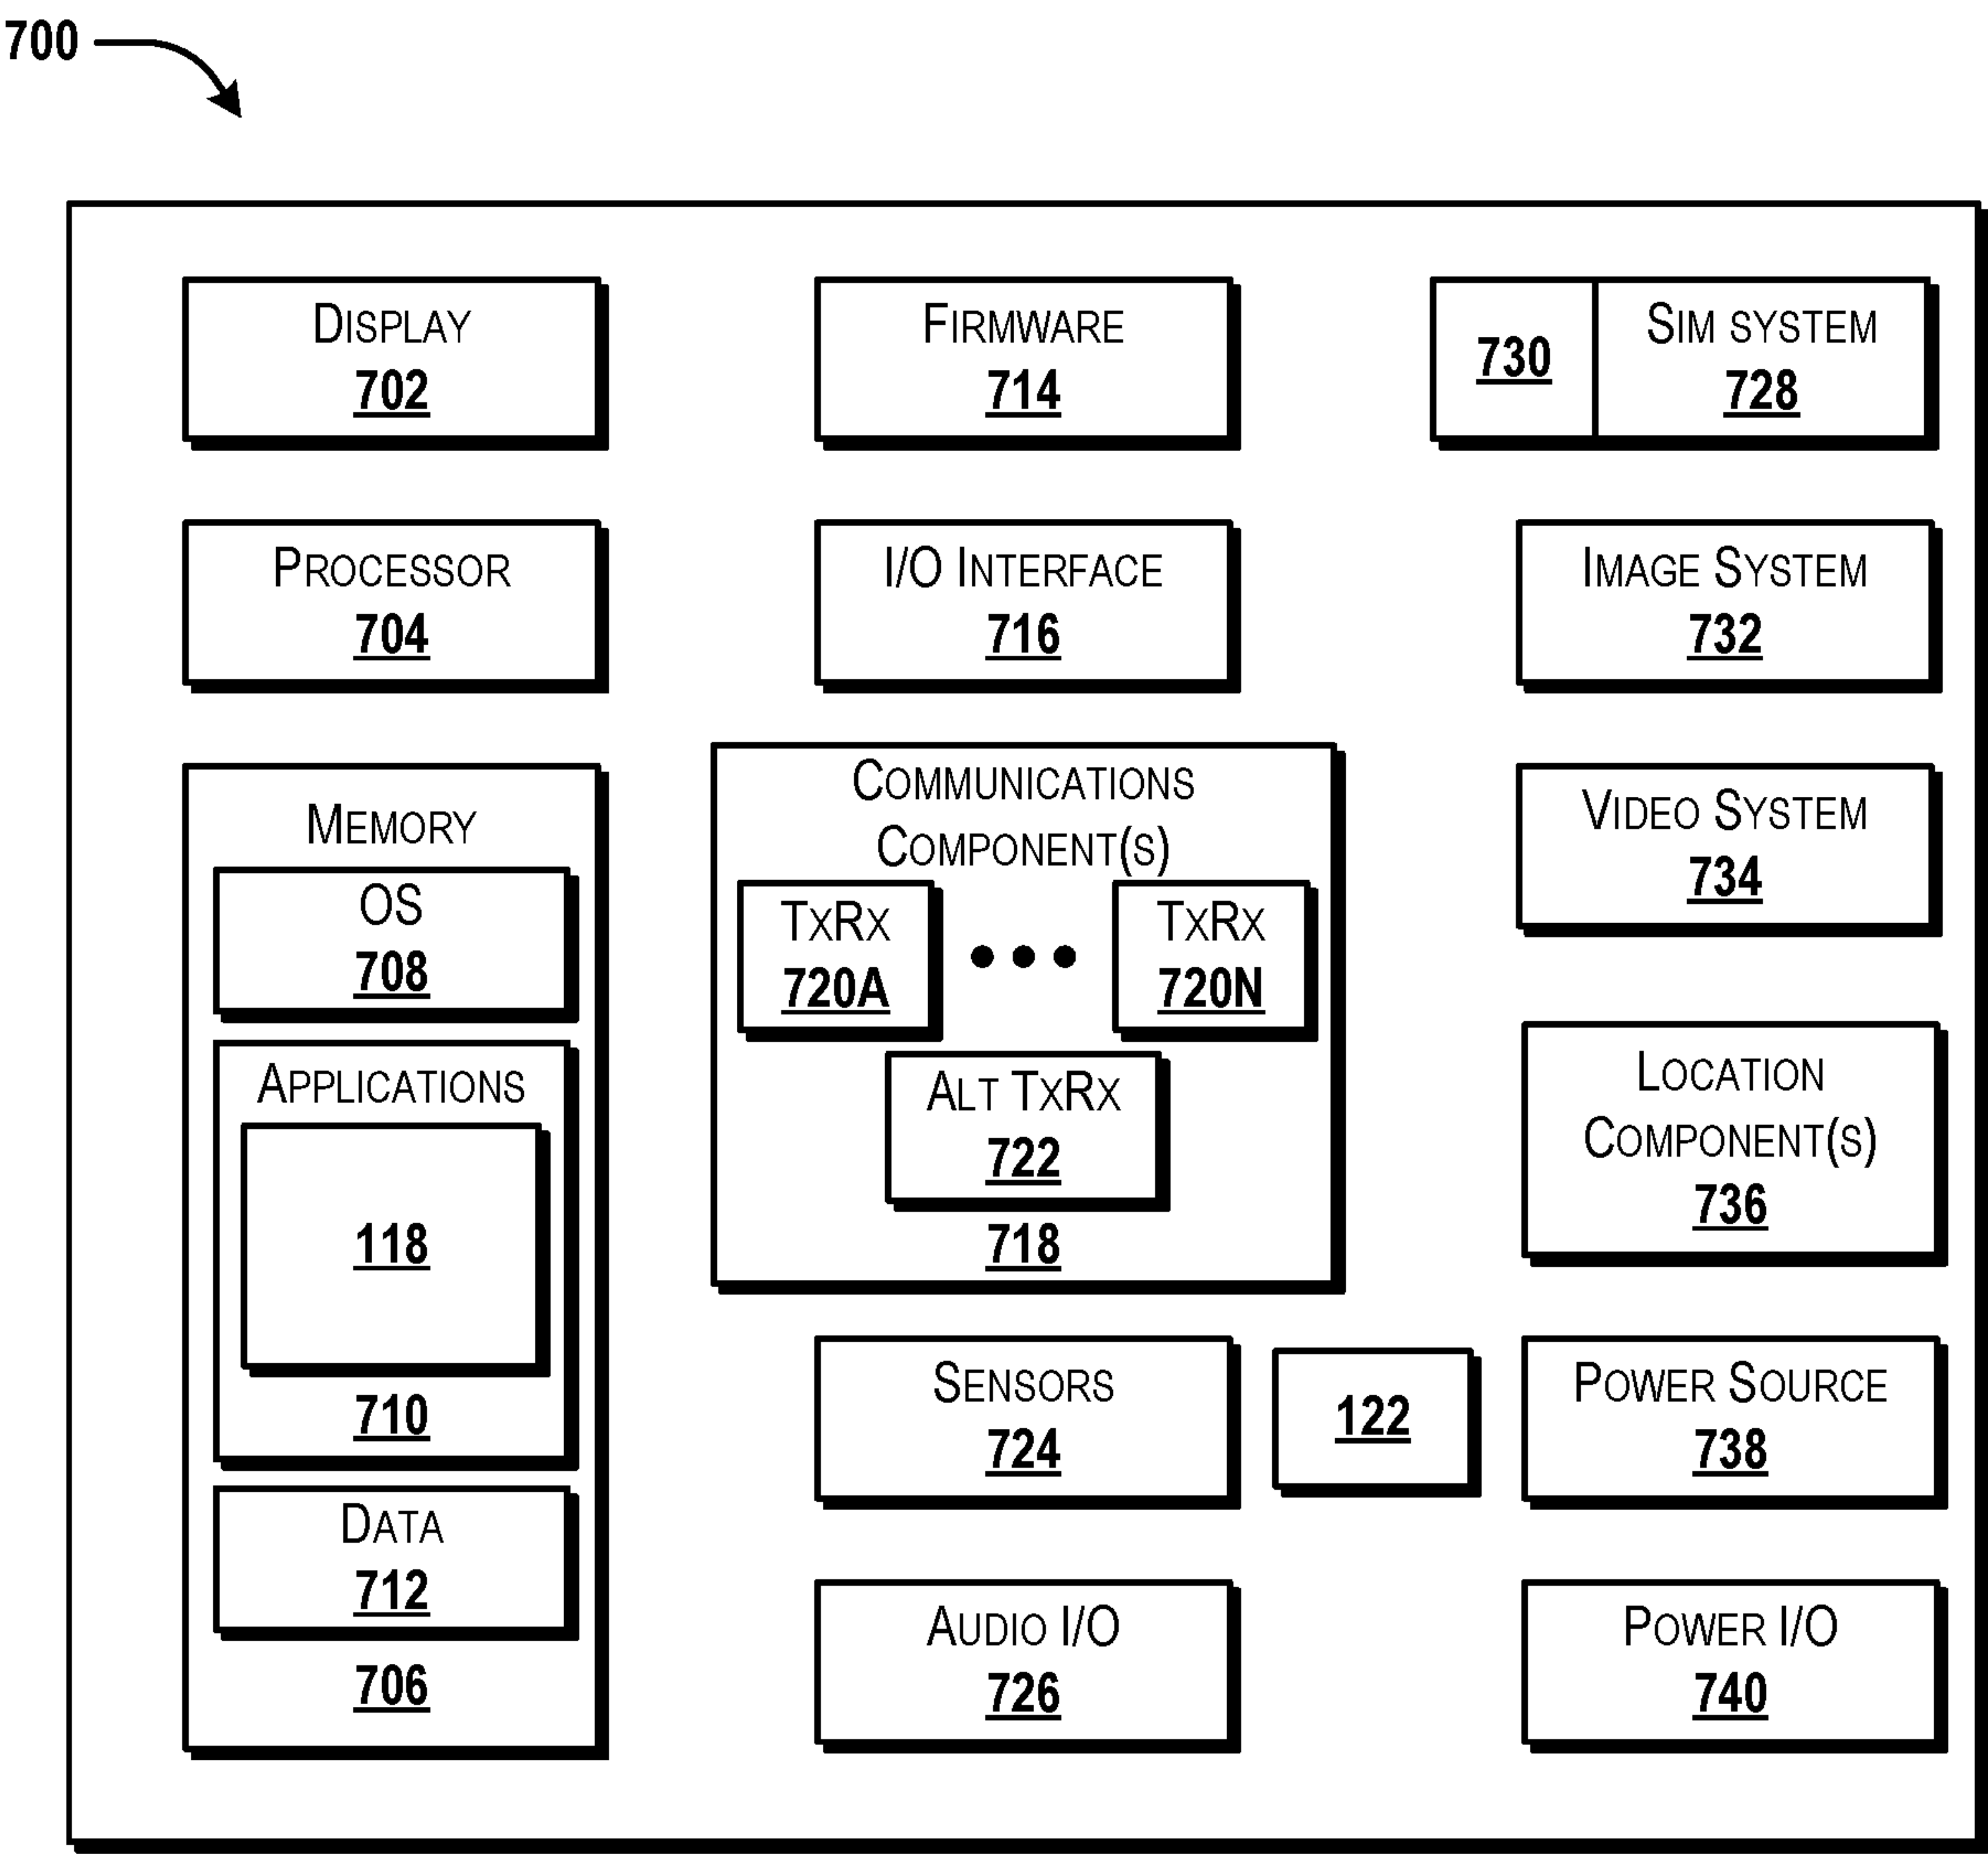 700
Display
702
Firmware
714
730
Sim system
728
Processor
704
I/O Interface
716
Image System
732
Memory
OS
708
Applications
118
710
Data
712
706
Communications
Component(s)
TxRx
720A
TxRx
720N
Alt TxRx
722
718
Video System
734
Location
Component(s)
736
Sensors
724
122
Power Source
738
Audio I/O
726
Power I/O
740